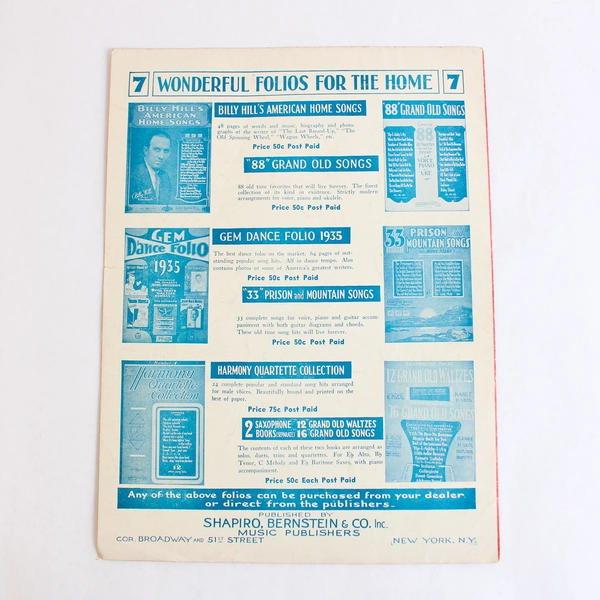 7 WONDERFUL FOLIOS FOR THE HOME 7
BILLY HILL'S
AMERICAN
HOME SONGS
BILLY HILL'S AMERICAN HOME SONGS
48 pages of words and music, biography and photo-
graphs of the writer of "The Last Round-Up," "The
Old Spinning Wheel," "Wagon Wheels," etc.
Price 50c Post Paid
"88" GRAND OLD SONGS
88
VOICE
PIANO
UKE
"88" GRAND OLD SONGS
88 old time favorites that will live forever. The finest
collection of its kind in existence. Strictly modern
arrangements for voice, piano and ukulele.
Price 50c Post Paid
GEM
Dance Folio
1935
GEM DANCE FOLIO 1935
The best dance folio on the market. 64 pages of out-
standing popular song hits. All in dance tempo. Also
contains photos of some of America's greatest writers.
Price 50c Post Paid
33 PRISON
MOUNTAIN SONGS
"33" PRISON and MOUNTAIN SONGS
33 complete songs for voice, piano and guitar accom-
paniment with both guitar diagrams and chords.
These old time song hits will live forever.
Price 50c Post Paid
Harmony
Quartette
Collection
12
HARMONY QUARTETTE COLLECTION
24 complete popular and standard song hits arranged
for male voices. Beautifully bound and printed on the
best of paper.
Price 75c Post Paid
12 GRAND OLD WALTZES
16 GRAND OLD SONGS
2 SAXOPHONE BOOKS (SEPARATE) 12 GRAND OLD WALTZES
16 GRAND OLD SONGS
The contents of each of these two books are arranged as
solos, duets, trios and quartettes. For Eb Alto, Bb
Tenor, C Melody and Eb Baritone Saxes, with piano
accompaniment.
Price 50c Each Post Paid
Any of the above folios can be purchased from your dealer
or direct from the publishers.
PUBLISHED BY
SHAPIRO, BERNSTEIN & CO. Inc.
MUSIC PUBLISHERS
COR. BROADWAY AND 51ST STREET
NEW YORK, N.Y.